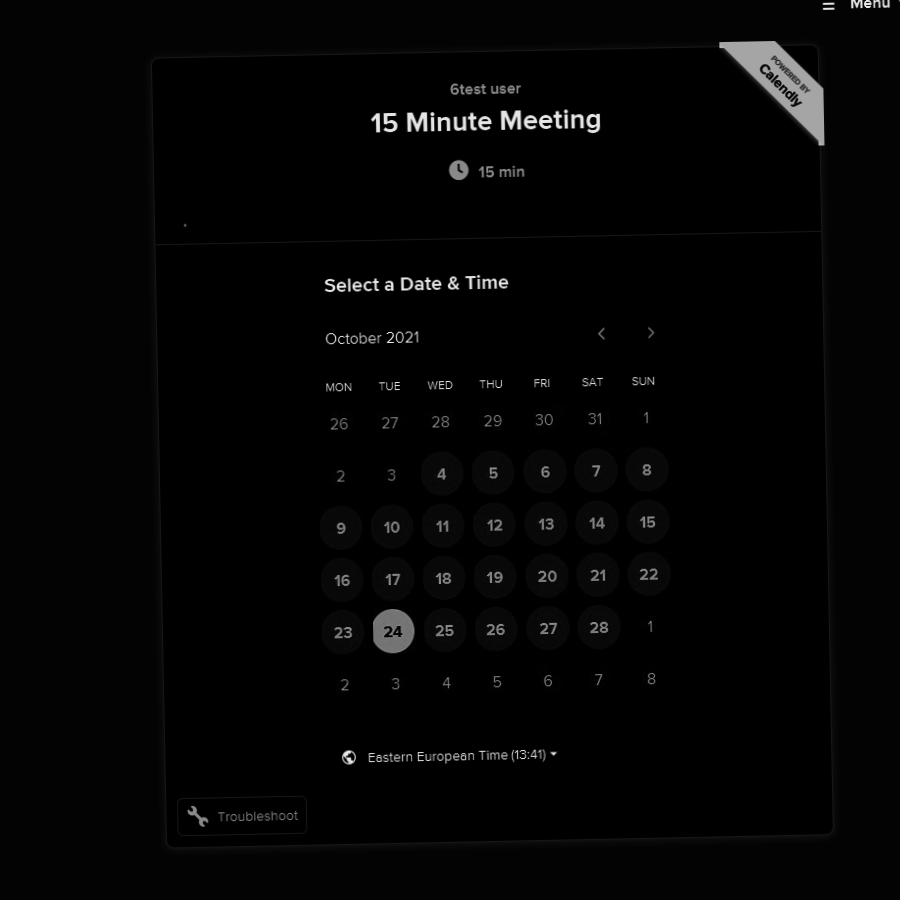 Menu
POWERED BY
Calendly
6test user
15 Minute Meeting
15 min
Select a Date & Time
October 2021
MON TUE WED THU FRI SAT SUN
26 27 28 29 30 31 1
2 3 4 5 6 7 8
9 10 11 12 13 14 15
16 17 18 19 20 21 22
23 24 25 26 27 28 1
2 3 4 5 6 7 8
Eastern European Time (13:41)
Troubleshoot